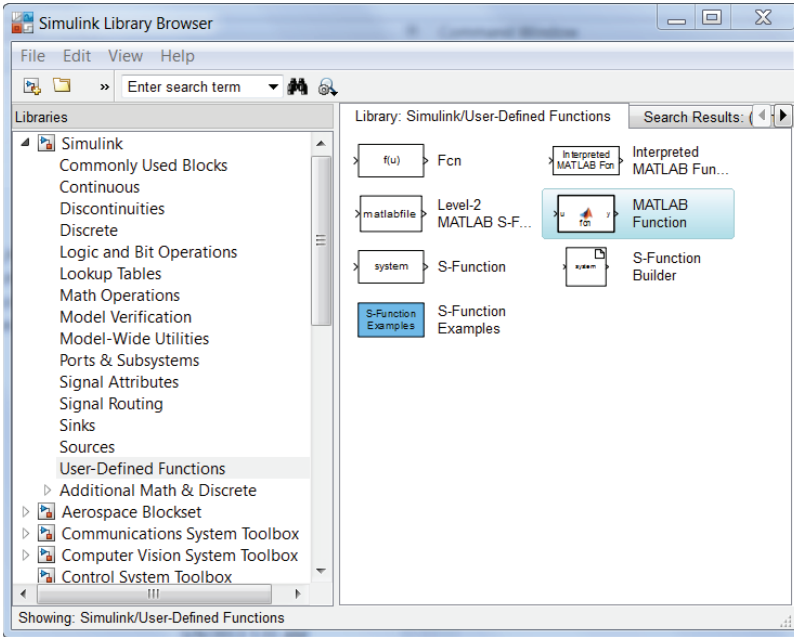 Simulink Library Browser
Command Window
File Edit View Help
» Enter search term
Libraries
Library: Simulink/User-Defined Functions
Search Results: (
Simulink
Commonly Used Blocks
Continuous
Discontinuities
Discrete
Logic and Bit Operations
Lookup Tables
Math Operations
Model Verification
Model-Wide Utilities
Ports & Subsystems
Signal Attributes
Signal Routing
Sinks
Sources
User-Defined Functions
Additional Math & Discrete
Aerospace Blockset
Communications System Toolbox
Computer Vision System Toolbox
Control System Toolbox
f(u)
Fcn
Interpreted
MATLAB Fcn
Interpreted
MATLAB Fun...
matlabfile
Level-2
MATLAB S-F...
u
fcn
y
MATLAB
Function
system
S-Function
system
S-Function
Builder
S-Function
Examples
S-Function
Examples
Showing: Simulink/User-Defined Functions